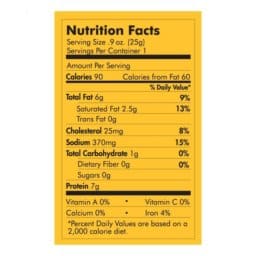 Nutrition Facts
Serving Size .9 oz. (25g)
Servings Per Container 1
Amount Per Serving
Calories 90 Calories from Fat 60
% Daily Value*
Total Fat 6g 9%
Saturated Fat 2.5g 13%
Trans Fat 0g
Cholesterol 25mg 8%
Sodium 370mg 15%
Total Carbohydrate 1g 0%
Dietary Fiber 0g 0%
Sugars 0g
Protein 7g
Vitamin A 0% • Vitamin C 0%
Calcium 0% • Iron 4%
*Percent Daily Values are based on a
2,000 calorie diet.